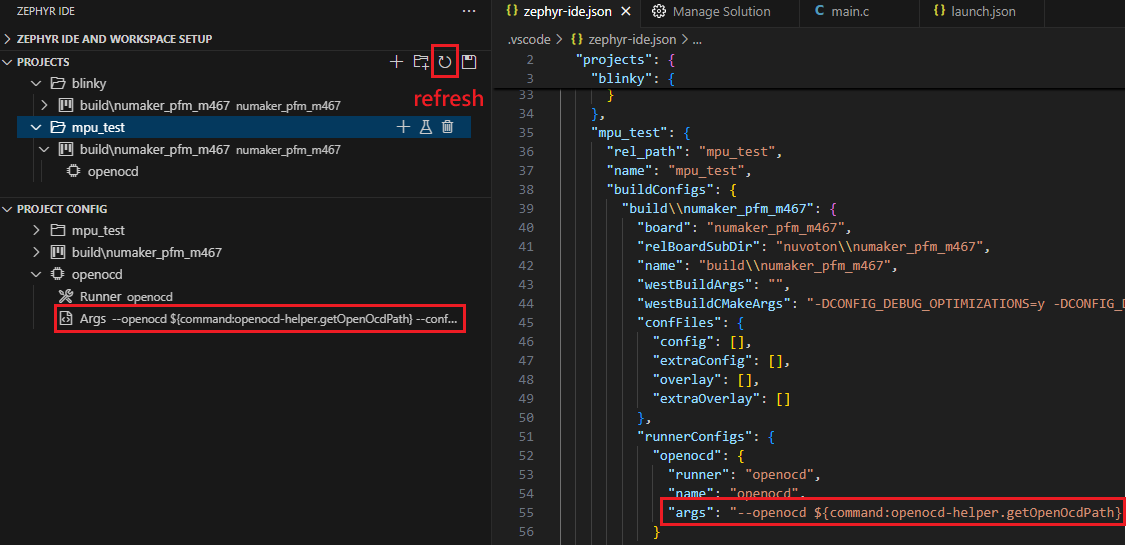 ZEPHYR IDE
ZEPHYR IDE AND WORKSPACE SETUP
PROJECTS
refresh
blinky
build\numaker_pfm_m467 numaker_pfm_m467
mpu_test
build\numaker_pfm_m467 numaker_pfm_m467
openocd
PROJECT CONFIG
mpu_test
build\numaker_pfm_m467
openocd
Runner openocd
Args --openocd ${command:openocd-helper.getOpenOcdPath} --conf...
{} zephyr-ide.json Manage Solution C main.c {} launch.json
.vscode > {} zephyr-ide.json > ...
2 "projects": {
3 "blinky": {
33 }
34 },
35 "mpu_test": {
36 "rel_path": "mpu_test",
37 "name": "mpu_test",
38 "buildConfigs": {
39 "build\\numaker_pfm_m467": {
40 "board": "numaker_pfm_m467",
41 "relBoardSubDir": "nuvoton\\numaker_pfm_m467",
42 "name": "build\\numaker_pfm_m467",
43 "westBuildArgs": "",
44 "westBuildCMakeArgs": "-DCONFIG_DEBUG_OPTIMIZATIONS=y -DCONFIG_D
45 "confFiles": {
46 "config": [],
47 "extraConfig": [],
48 "overlay": [],
49 "extraOverlay": []
50 },
51 "runnerConfigs": {
52 "openocd": {
53 "runner": "openocd",
54 "name": "openocd",
55 "args": "--openocd ${command:openocd-helper.getOpenOcdPath}
56 }